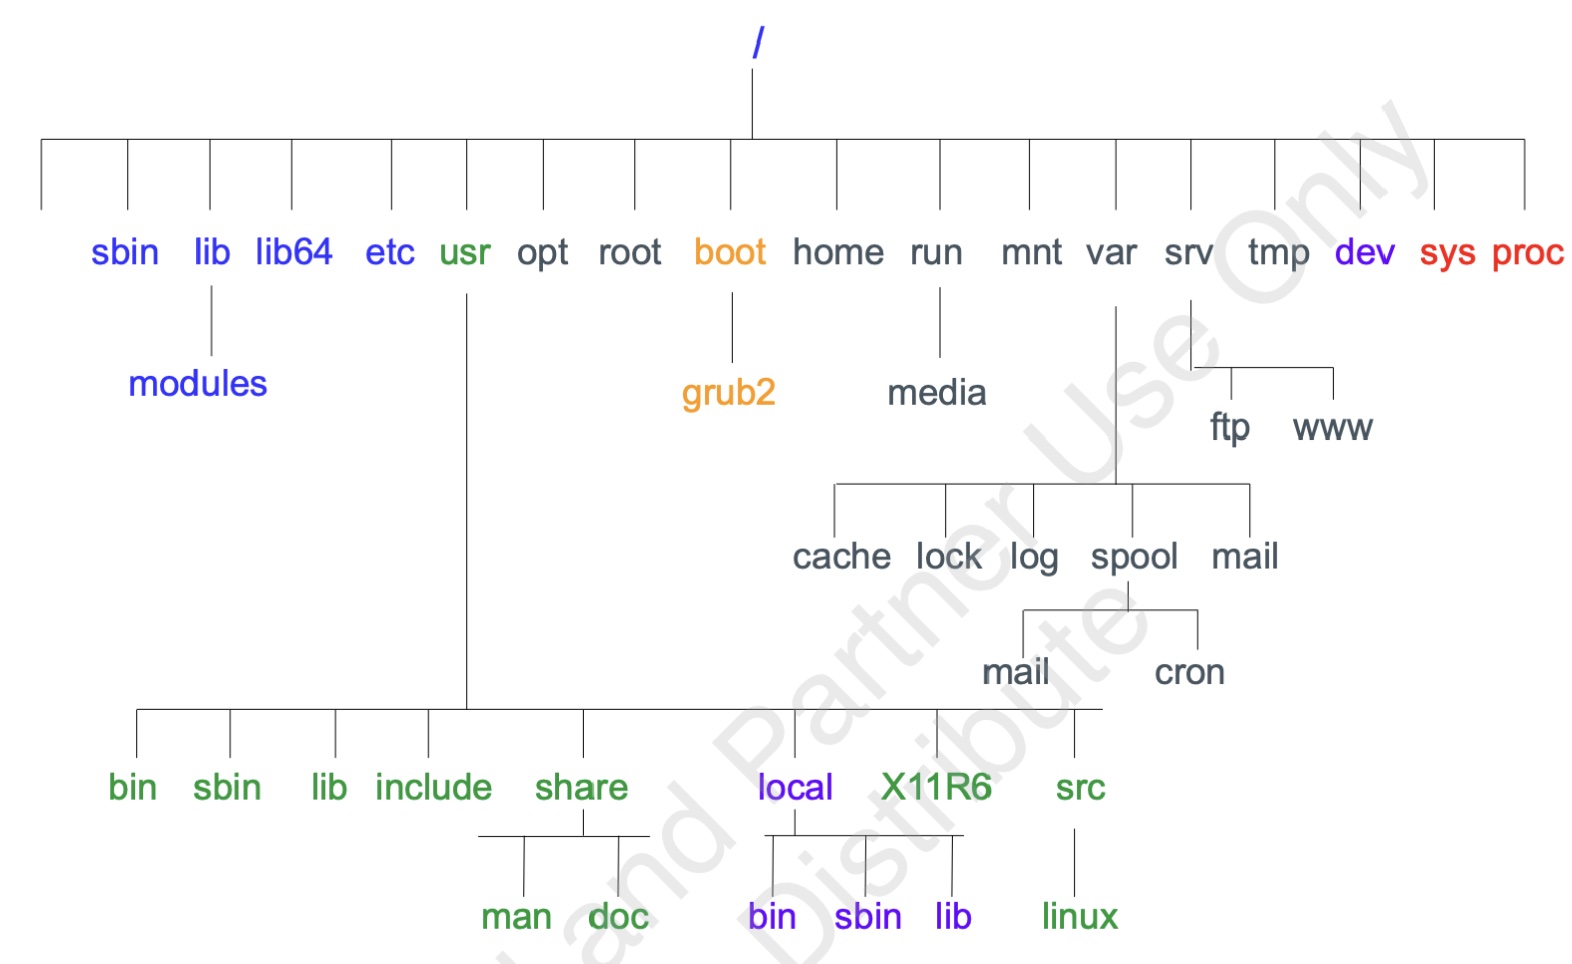 /
sbin lib lib64 etc usr opt root boot home run mnt var srv tmp dev sys proc
modules grub2 media
ftp www
cache lock log spool mail
mail cron
bin sbin lib include share local X11R6 src
man doc bin sbin lib linux
and Partner Use Only
Distribute